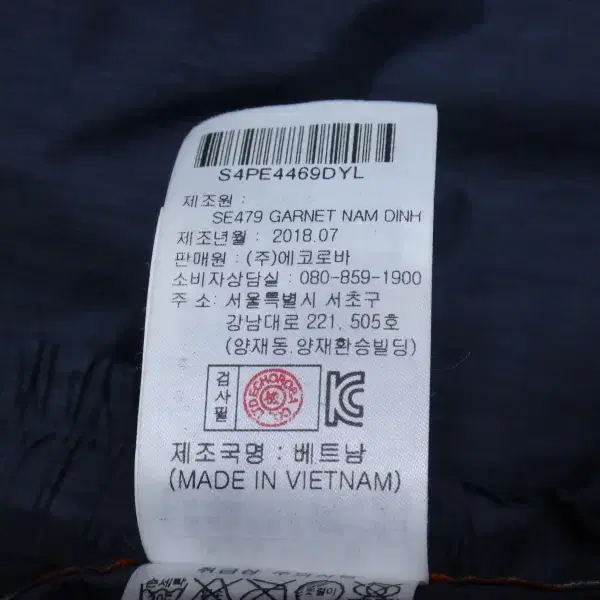 S4PE4469DYL
제조원 :
SE479 GARNET NAM DINH
제조년월 : 2018.07
판매원 : (주)에코로바
소비자상담실 : 080-859-1900
주 소: 서울특별시 서초구
강남대로 221, 505호
(양재동.양재환승빌딩)
검사필
제조국명 : 베트남
(MADE IN VIETNAM)
손세탁